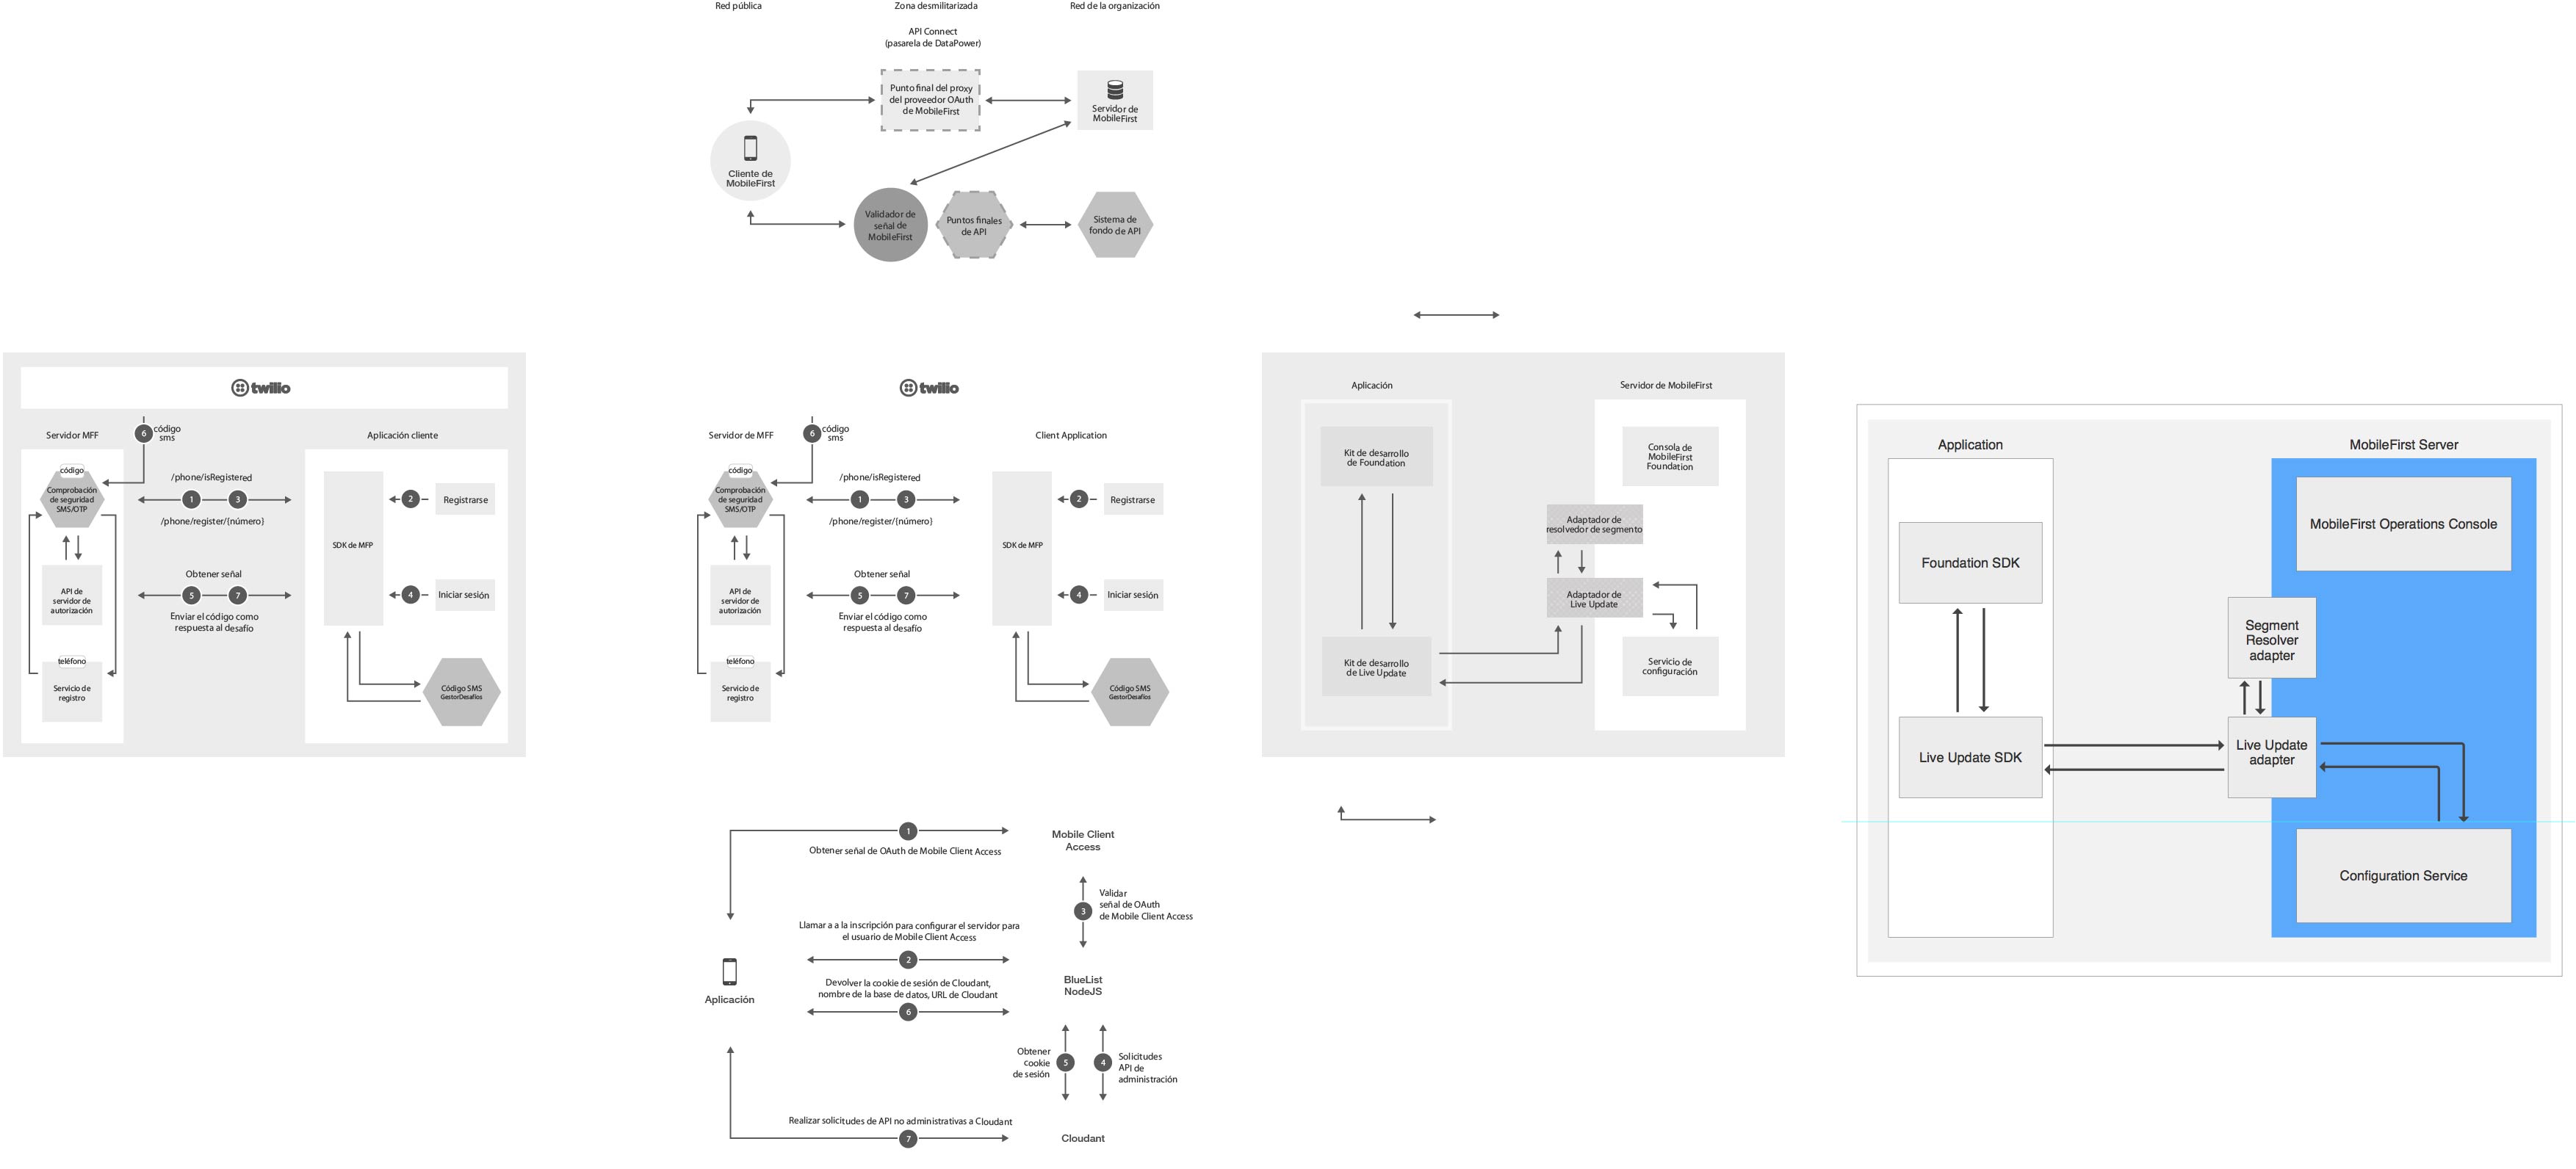 Red pública
Zona desmilitarizada
Red de la organización
API Connect
(pasarela de DataPower)
Punto final del proxy
del proveedor OAuth
de MobileFirst
Servidor de
MobileFirst
Cliente de
MobileFirst
Validador de
señal de
MobileFirst
Puntos finales
de API
Sistema de
fondo de API
twilio
Servidor MFF
6
código
sms
Aplicación cliente
código
Comprobación
de seguridad
SMS/OTP
/phone/isRegistered
1
3
/phone/register/{número}
SDK de MFP
2
Registrarse
API de
servidor de
autorización
Obtener señal
5
7
Enviar el código como
respuesta al desafío
4
Iniciar sesión
teléfono
Servicio de
registro
Código SMS
GestorDesafíos
twilio
Servidor de MFF
6
código
sms
Client Application
código
Comprobación
de seguridad
SMS/OTP
/phone/isRegistered
1
3
/phone/register/{número}
SDK de MFP
2
Registrarse
API de
servidor de
autorización
Obtener señal
5
7
Enviar el código como
respuesta al desafío
4
Iniciar sesión
teléfono
Servicio de
registro
Código SMS
GestorDesafíos
Aplicación
Servidor de MobileFirst
Kit de desarrollo
de Foundation
Consola de
MobileFirst
Foundation
Adaptador de
resolvedor de segmento
Adaptador de
Live Update
Kit de desarrollo
de Live Update
Servicio de
configuración
Application
MobileFirst Server
Foundation SDK
MobileFirst Operations Console
Segment
Resolver
adapter
Live Update SDK
Live Update
adapter
Configuration Service
1
Obtener señal de OAuth de Mobile Client Access
Mobile Client
Access
3
Validar
señal de OAuth
de Mobile Client Access
Llamar a a la inscripción para configurar el servidor para
el usuario de Mobile Client Access
2
Devolver la cookie de sesión de Cloudant,
nombre de la base de datos, URL de Cloudant
6
Aplicación
BlueList
NodeJS
Obtener
cookie
de sesión
5
4
Solicitudes
API de
administración
Realizar solicitudes de API no administrativas a Cloudant
7
Cloudant